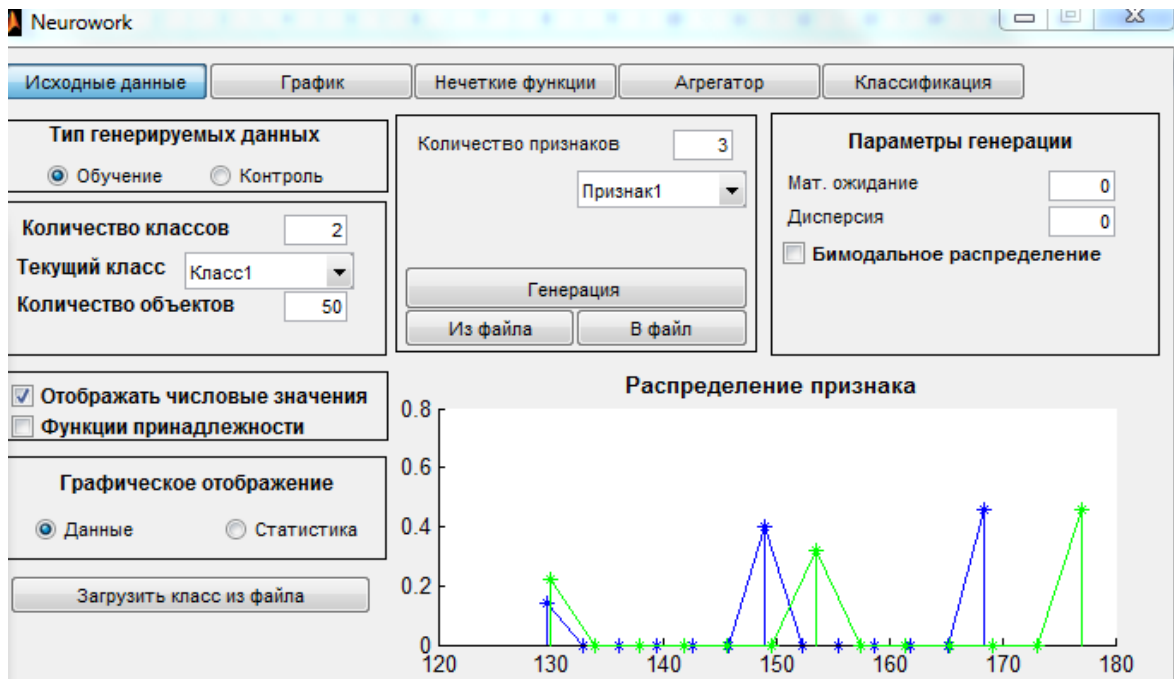 Neurowork
Исходные данные
График
Нечеткие функции
Агрегатор
Классификация
Тип генерируемых данных
Обучение
Контроль
Количество классов 2
Текущий класс Класс1
Количество объектов 50
Количество признаков 3
Признак1
Генерация
Из файла
В файл
Параметры генерации
Мат. ожидание 0
Дисперсия 0
Бимодальное распределение
Отображать числовые значения
Функции принадлежности
Графическое отображение
Данные
Статистика
Загрузить класс из файла
Распределение признака
0.8
0.6
0.4
0.2
0
120 130 140 150 160 170 180